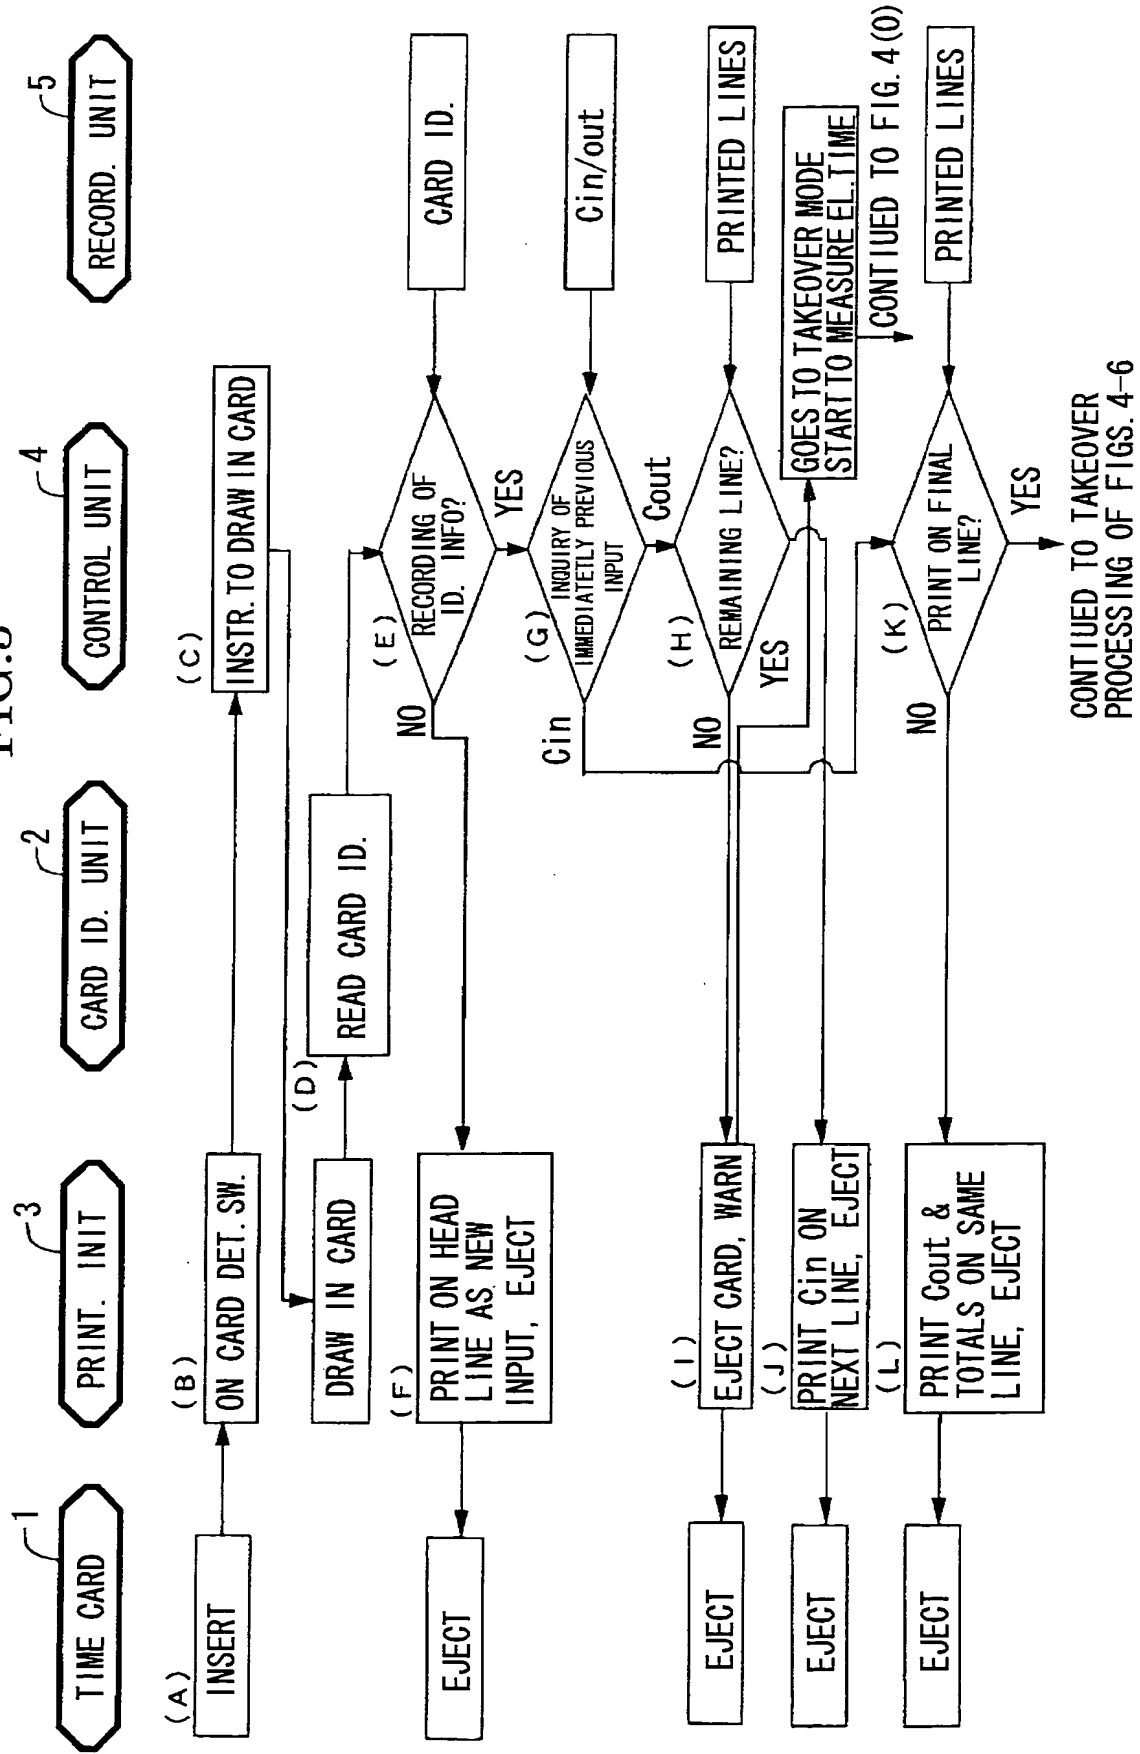 FIG.3
1
TIME CARD
3
PRINT. INIT
2
CARD ID. UNIT
4
CONTROL UNIT
5
RECORD. UNIT
(A)
INSERT
(B)
ON CARD DET. SW.
(C)
INSTR. TO DRAW IN CARD
DRAW IN CARD
(D)
READ CARD ID.
(E)
RECORDING OF
ID. INFO?
CARD ID.
NO
YES
(F)
PRINT ON HEAD
LINE AS NEW
INPUT, EJECT
EJECT
(G)
INQUIRY OF
IMMEDIATETLY PREVIOUS
INPUT
Cin/out
Cin
Cout
(H)
REMAINING LINE?
PRINTED LINES
NO
YES
(I)
EJECT CARD, WARN
EJECT
GOES TO TAKEOVER MODE
START TO MEASURE EL. TIME
CONTIUED TO FIG. 4(O)
(J)
PRINT Cin ON
NEXT LINE, EJECT
EJECT
(K)
PRINT ON FINAL
LINE?
PRINTED LINES
NO
YES
(L)
PRINT Cout &
TOTALS ON SAME
LINE, EJECT
EJECT
CONTIUED TO TAKEOVER
PROCESSING OF FIGS. 4-6